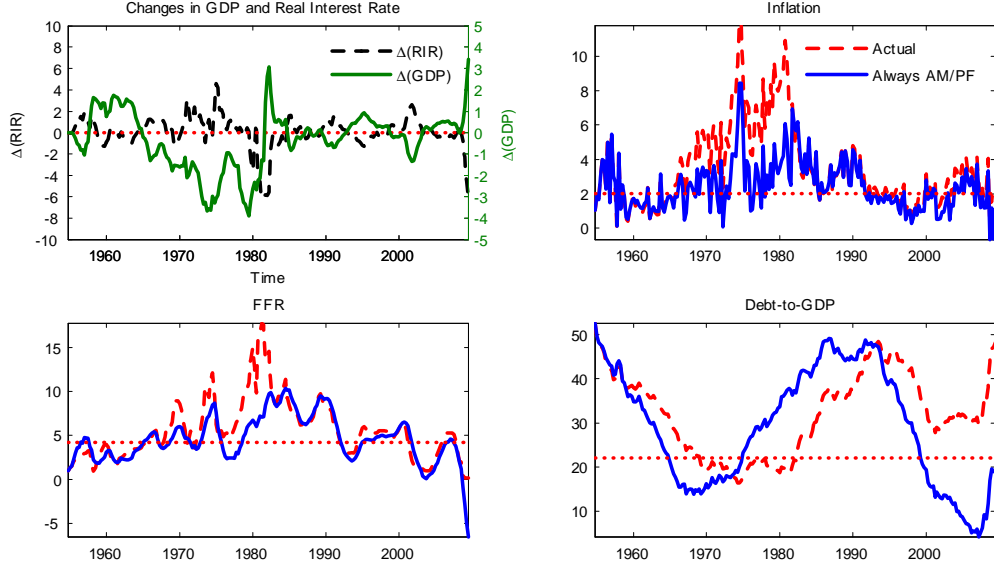 Changes in GDP and Real Interest Rate
10
8
6
4
2
0
-2
-4
-6
-8
-10
Δ(RIR)
Δ(RIR)
Δ(GDP)
5
4
3
2
1
0
-1
-2
-3
-4
-5
Δ(GDP)
1960 1970 1980 1990 2000
Time
Inflation
10
8
6
4
2
0
Actual
Always AM/PF
1960 1970 1980 1990 2000
FFR
15
10
5
0
-5
1960 1970 1980 1990 2000
Debt-to-GDP
50
40
30
20
10
1960 1970 1980 1990 2000